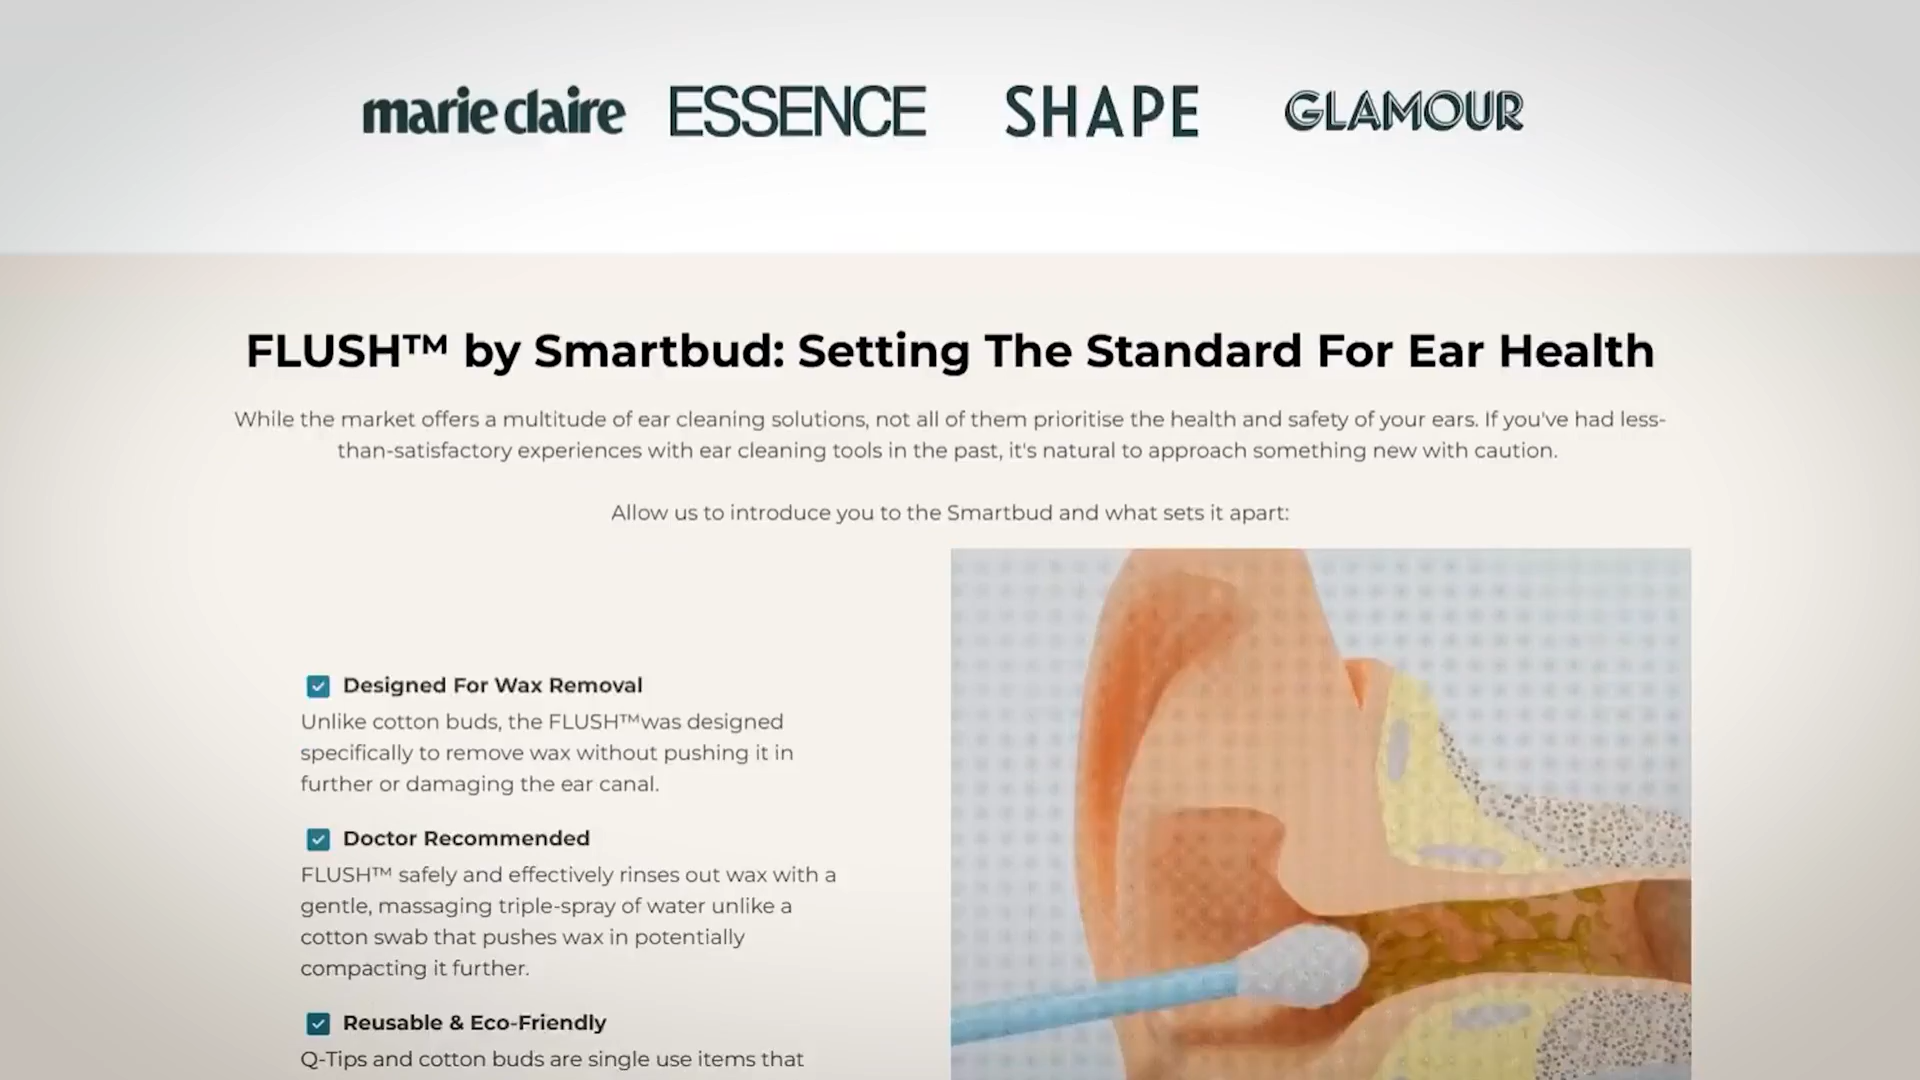 marie claire ESSENCE SHAPE GLAMOUR
FLUSH™ by Smartbud: Setting The Standard For Ear Health
While the market offers a multitude of ear cleaning solutions, not all of them prioritise the health and safety of your ears. If you've had less-
than-satisfactory experiences with ear cleaning tools in the past, it's natural to approach something new with caution.
Allow us to introduce you to the Smartbud and what sets it apart:
Designed For Wax Removal
Unlike cotton buds, the FLUSH™was designed
specifically to remove wax without pushing it in
further or damaging the ear canal.
Doctor Recommended
FLUSH™ safely and effectively rinses out wax with a
gentle, massaging triple-spray of water unlike a
cotton swab that pushes wax in potentially
compacting it further.
Reusable & Eco-Friendly
Q-Tips and cotton buds are single use items that